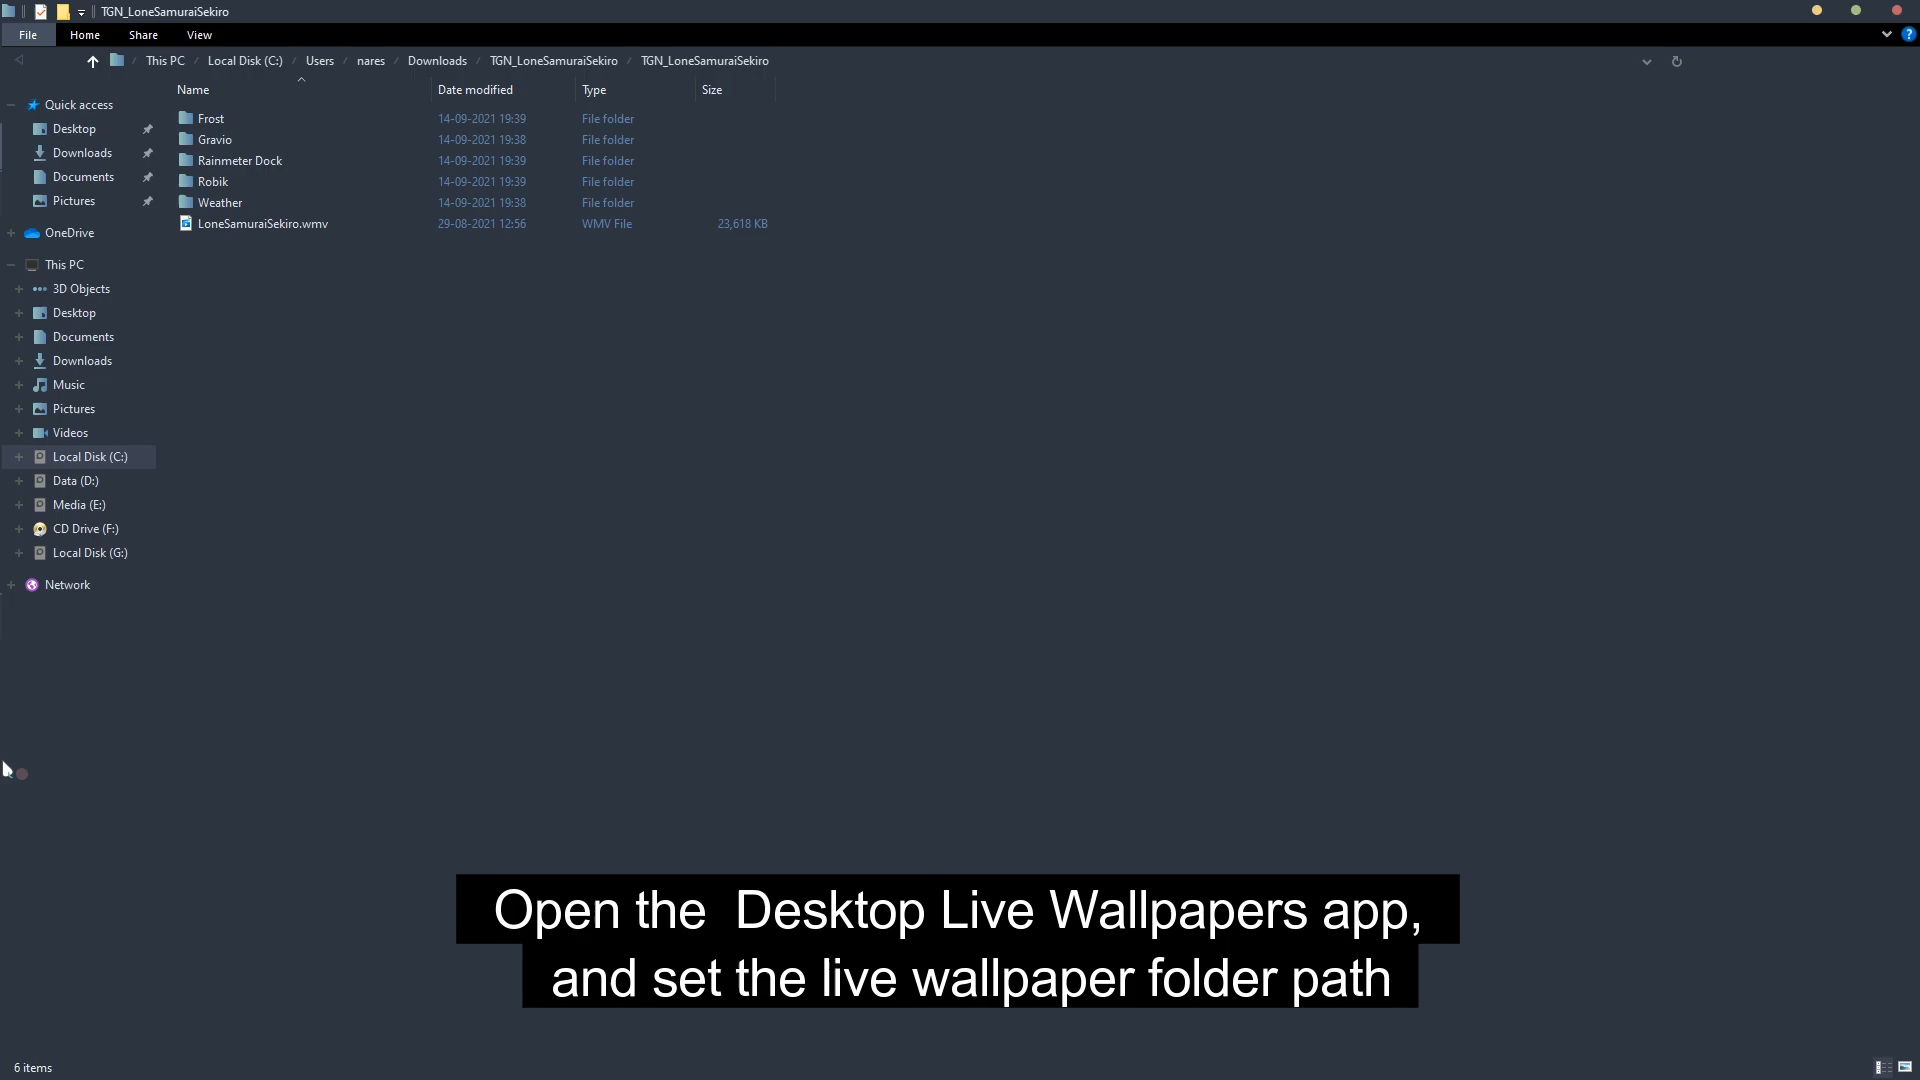 TGN_LoneSamuraiSekiro
File Home Share View
This PC / Local Disk (C:) / Users / nares / Downloads / TGN_LoneSamuraiSekiro / TGN_LoneSamuraiSekiro
Name Date modified Type Size
Frost 14-09-2021 19:39 File folder
Gravio 14-09-2021 19:38 File folder
Rainmeter Dock 14-09-2021 19:39 File folder
Robik 14-09-2021 19:39 File folder
Weather 14-09-2021 19:38 File folder
LoneSamuraiSekiro.wmv 29-08-2021 12:56 WMV File 23,618 KB
Quick access
Desktop
Downloads
Documents
Pictures
OneDrive
This PC
3D Objects
Desktop
Documents
Downloads
Music
Pictures
Videos
Local Disk (C:)
Data (D:)
Media (E:)
CD Drive (F:)
Local Disk (G:)
Network
Open the Desktop Live Wallpapers app,
and set the live wallpaper folder path
6 items